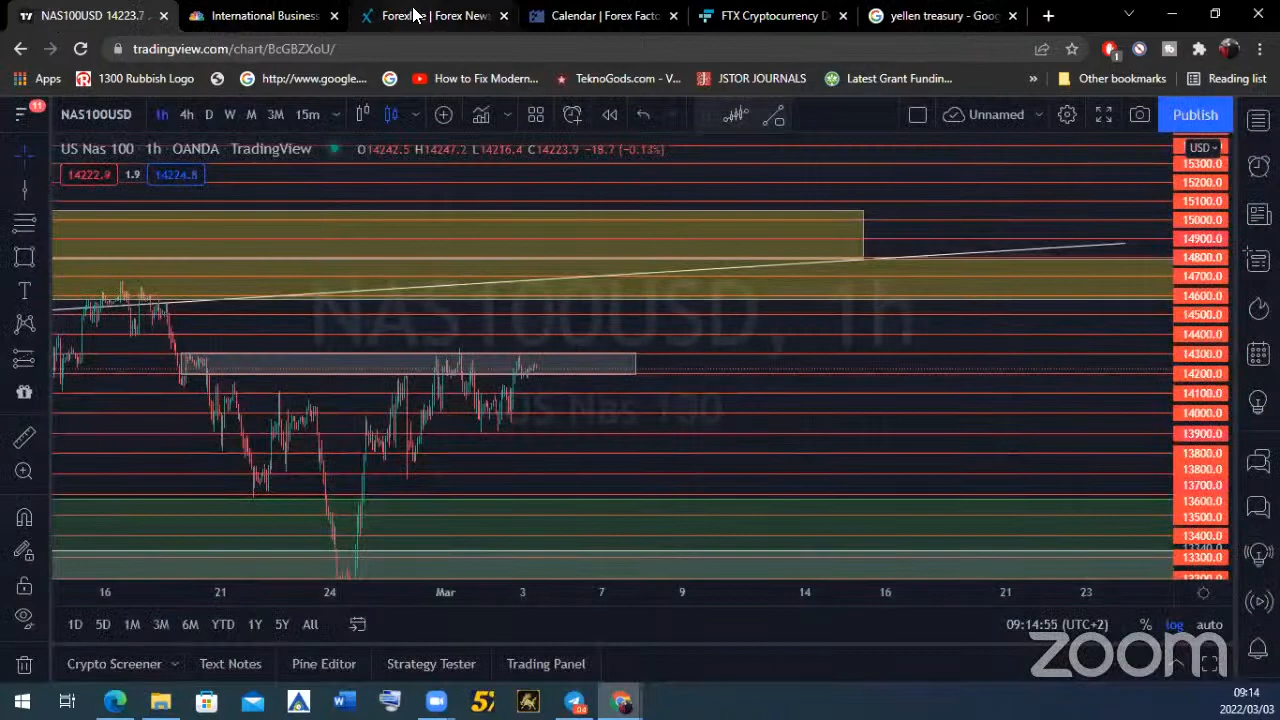 NAS100USD 14223.7
International Business
Forexlive | Forex News
Calendar | Forex Facto
FTX Cryptocurrency D
yellen treasury - Goog
tradingview.com/chart/BcGBZXoU/
Apps
1300 Rubbish Logo
http://www.google....
How to Fix Modern...
TeknoGods.com - V...
JSTOR JOURNALS
Latest Grant Fundin...
»
Other bookmarks
Reading list
11
NAS100USD
1h
4h
D
W
M
3M
15m
Unnamed
Publish
US Nas 100 1h OANDA TradingView
O14242.5 H14247.2 L14216.4 C14223.9 -18.7 (-0.13%)
USD
14222.9
1.9
14224.8
15300.0
15200.0
15100.0
15000.0
14900.0
14800.0
14700.0
14600.0
14500.0
14400.0
14300.0
14200.0
14100.0
14000.0
13900.0
13800.0
13800.0
13700.0
13600.0
13500.0
13400.0
13300.0
16
21
24
Mar
3
7
9
14
16
21
23
1D
5D
1M
3M
6M
YTD
1Y
5Y
All
09:14:55 (UTC+2)
%
log
auto
Crypto Screener
Text Notes
Pine Editor
Strategy Tester
Trading Panel
zoom
09:14
2022/03/03